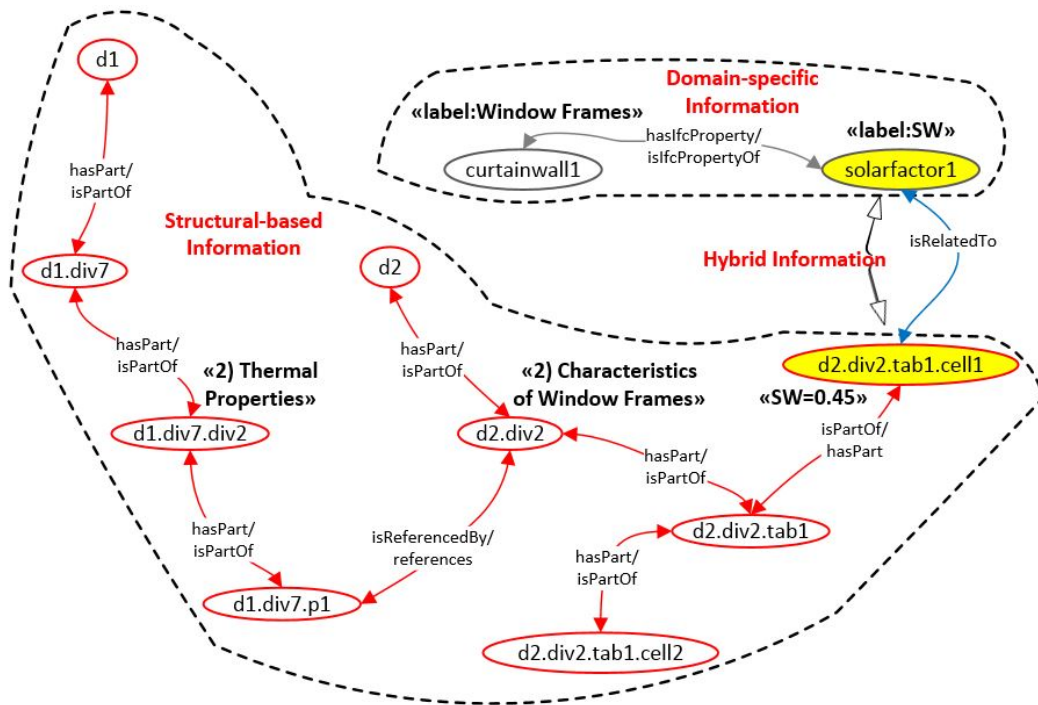 d1
Domain-specific
Information
«label:Window Frames»
hasIfcProperty/
isIfcPropertyOf
«label:SW»
curtainwall1
solarfactor1
hasPart/
isPartOf
Structural-based
Information
isRelatedTo
Hybrid Information
d1.div7
d2
hasPart/
isPartOf
hasPart/
isPartOf
«2) Thermal
Properties»
«2) Characteristics
of Window Frames»
d2.div2.tab1.cell1
«SW=0.45»
d1.div7.div2
d2.div2
isPartOf/
hasPart
hasPart/
isPartOf
hasPart/
isPartOf
isReferencedBy/
references
d2.div2.tab1
hasPart/
isPartOf
d1.div7.p1
d2.div2.tab1.cell2